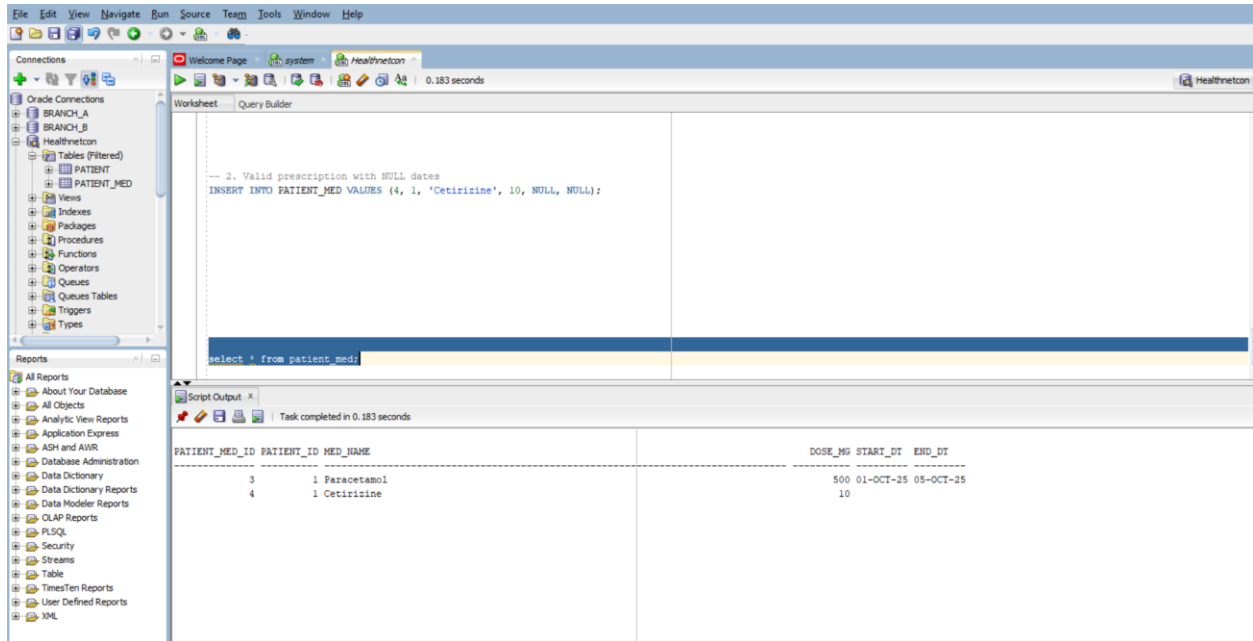 File Edit View Navigate Run Source Team Tools Window Help
Connections
Welcome Page
system
Healthnetcon
0.183 seconds
Healthnetcon
Oracle Connections
BRANCH_A
BRANCH_B
Healthnetcon
Tables (Filtered)
PATIENT
PATIENT_MED
Views
Indexes
Packages
Procedures
Functions
Operators
Queues
Queues Tables
Triggers
Types
Worksheet Query Builder
-- 2. Valid prescription with NULL dates
INSERT INTO PATIENT_MED VALUES (4, 1, 'Cetirizine', 10, NULL, NULL);
select * from patient_med;
Reports
All Reports
About Your Database
All Objects
Analytic View Reports
Application Express
ASH and AWR
Database Administration
Data Dictionary
Data Dictionary Reports
Data Modeler Reports
OLAP Reports
PLSQL
Security
Streams
Table
TimesTen Reports
User Defined Reports
XML
Script Output
Task completed in 0.183 seconds
PATIENT_MED_ID PATIENT_ID MED_NAME DOSE_MG START_DT END_DT
3 1 Paracetamol 500 01-OCT-25 05-OCT-25
4 1 Cetirizine 10